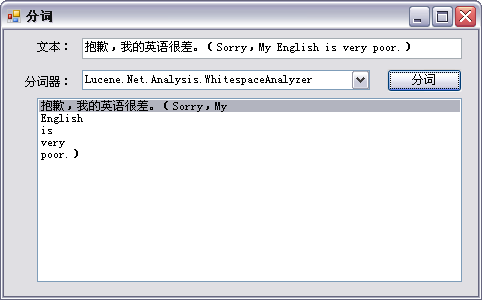 分词
文本： 抱歉，我的英语很差。（Sorry，My English is very poor.）
分词器： Lucene.Net.Analysis.WhitespaceAnalyzer 分词
抱歉，我的英语很差。（Sorry，My
English
is
very
poor.）